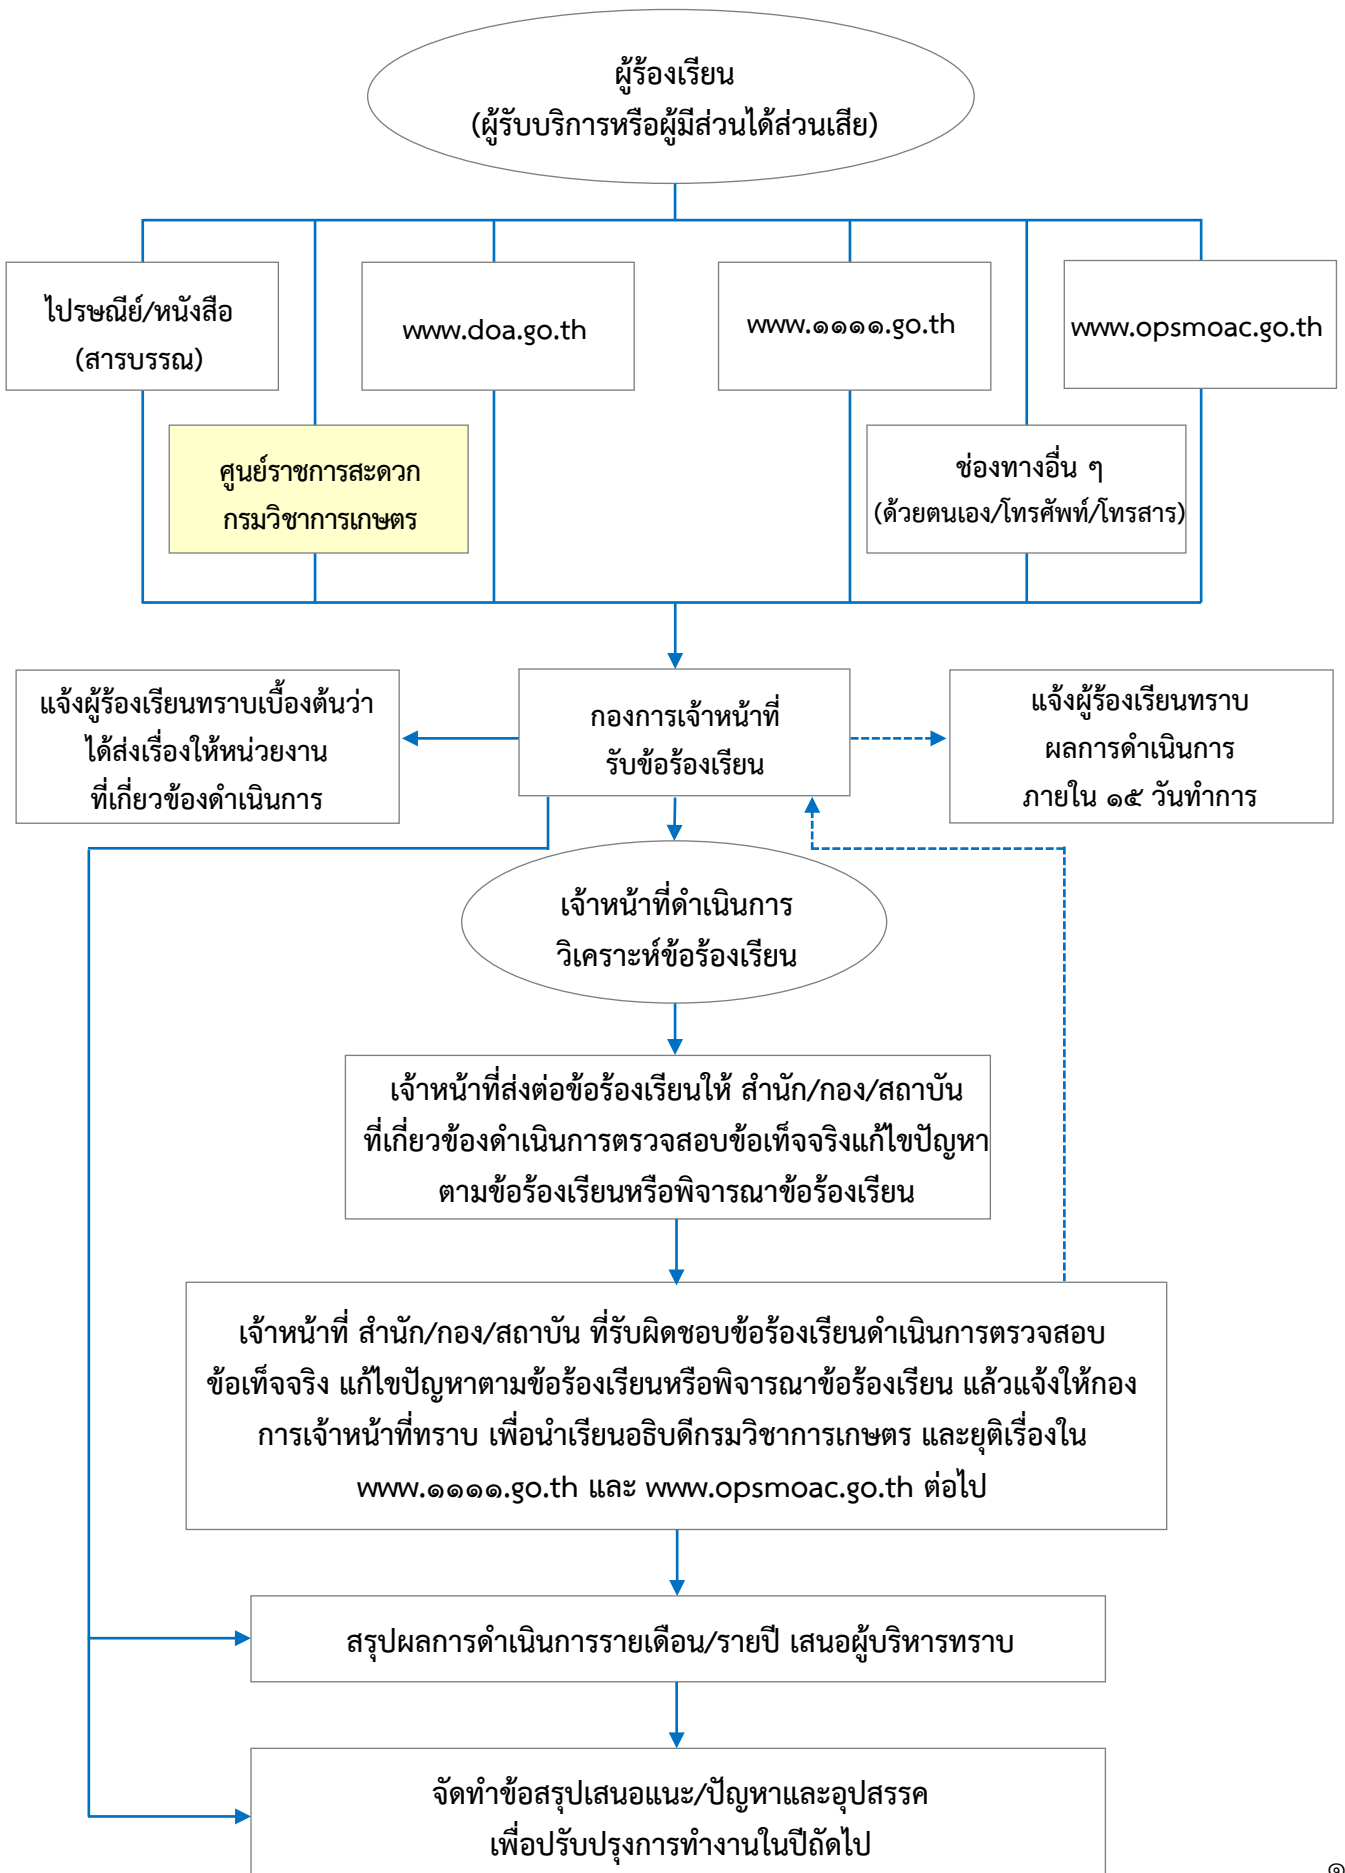 ผู้ร้องเรียน
(ผู้รับบริการหรือผู้มีส่วนได้ส่วนเสีย)
ไปรษณีย์/หนังสือ
(สารบรรณ)
www.doa.go.th
www.๑๑๑๑.go.th
www.opsmoac.go.th
ศูนย์ราชการสะดวก
กรมวิชาการเกษตร
ช่องทางอื่น ๆ
(ด้วยตนเอง/โทรศัพท์/โทรสาร)
แจ้งผู้ร้องเรียนทราบเบื้องต้นว่า
ได้ส่งเรื่องให้หน่วยงาน
ที่เกี่ยวข้องดำเนินการ
กองการเจ้าหน้าที่
รับข้อร้องเรียน
แจ้งผู้ร้องเรียนทราบ
ผลการดำเนินการ
ภายใน ๑๕ วันทำการ
เจ้าหน้าที่ดำเนินการ
วิเคราะห์ข้อร้องเรียน
เจ้าหน้าที่ส่งต่อข้อร้องเรียนให้ สำนัก/กอง/สถาบัน
ที่เกี่ยวข้องดำเนินการตรวจสอบข้อเท็จจริงแก้ไขปัญหา
ตามข้อร้องเรียนหรือพิจารณาข้อร้องเรียน
เจ้าหน้าที่ สำนัก/กอง/สถาบัน ที่รับผิดชอบข้อร้องเรียนดำเนินการตรวจสอบ
ข้อเท็จจริง แก้ไขปัญหาตามข้อร้องเรียนหรือพิจารณาข้อร้องเรียน แล้วแจ้งให้กอง
การเจ้าหน้าที่ทราบ เพื่อนำเรียนอธิบดีกรมวิชาการเกษตร และยุติเรื่องใน
www.๑๑๑๑.go.th และ www.opsmoac.go.th ต่อไป
สรุปผลการดำเนินการรายเดือน/รายปี เสนอผู้บริหารทราบ
จัดทำข้อสรุปเสนอแนะ/ปัญหาและอุปสรรค
เพื่อปรับปรุงการทำงานในปีถัดไป
๑